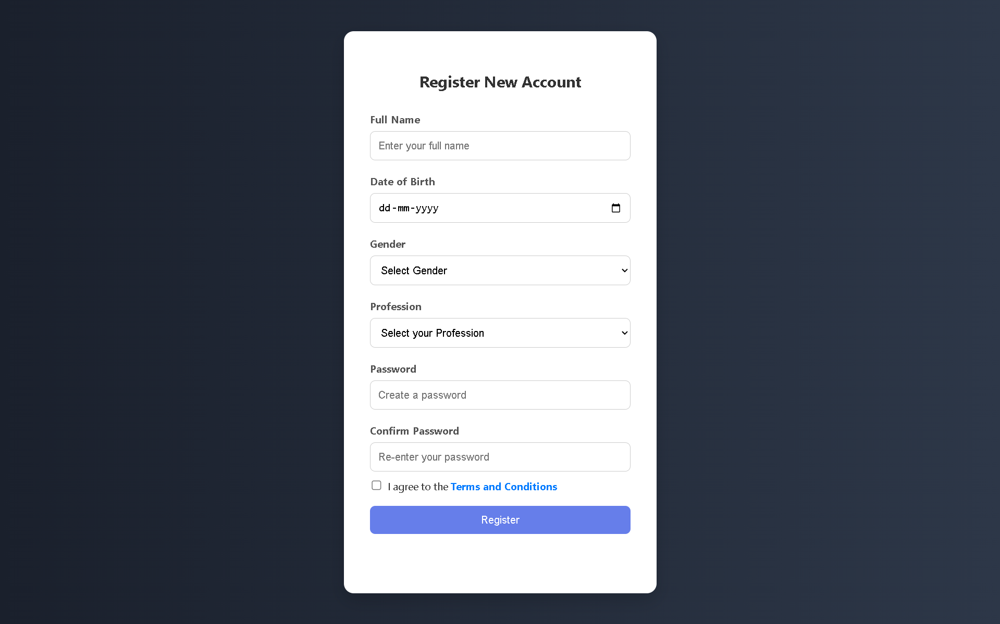 Register New Account
Full Name
Enter your full name
Date of Birth
dd-mm-yyyy
Gender
Select Gender
Profession
Select your Profession
Password
Create a password
Confirm Password
Re-enter your password
I agree to the Terms and Conditions
Register